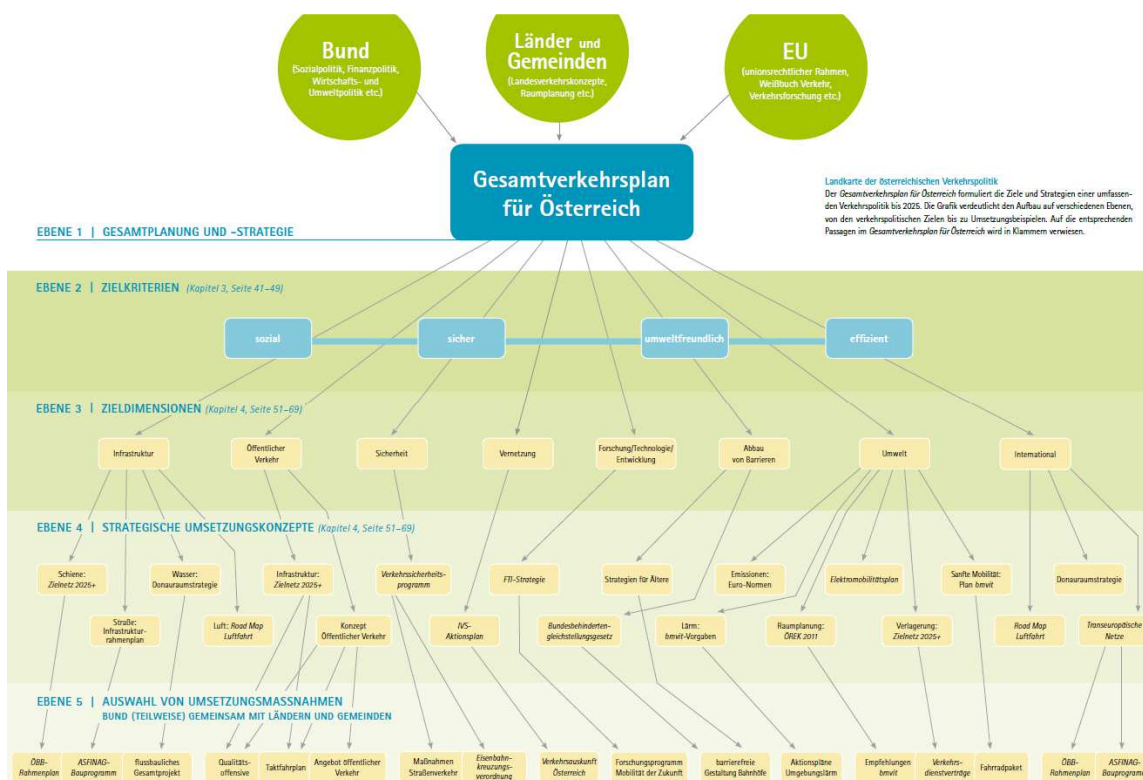 Bund
(Sozialpolitik, Finanzpolitik,
Wirtschafts- und
Umweltpolitik etc.)
Länder und
Gemeinden
(Landesverkehrskonzepte,
Raumplanung etc.)
EU
(unionsrechtlicher Rahmen,
Weißbuch Verkehr,
Verkehrsforschung etc.)
Gesamtverkehrsplan
für Österreich
Landkarte der österreichischen Verkehrspolitik
Der Gesamtverkehrsplan für Österreich formuliert die Ziele und Strategien einer umfassen-
den Verkehrspolitik bis 2025. Die Grafik verdeutlicht den Aufbau auf verschiedenen Ebenen,
von den verkehrspolitischen Zielen bis zu Umsetzungsbeispielen. Auf die entsprechenden
Passagen im Gesamtverkehrsplan für Österreich wird in Klammern verwiesen.
EBENE 1 | GESAMTPLANUNG UND -STRATEGIE
EBENE 2 | ZIELKRITERIEN (Kapitel 3, Seite 41–49)
sozial
sicher
umweltfreundlich
effizient
EBENE 3 | ZIELDIMENSIONEN (Kapitel 4, Seite 51–69)
Infrastruktur
Öffentlicher
Verkehr
Sicherheit
Vernetzung
Forschung/Technologie/
Entwicklung
Abbau
von Barrieren
Umwelt
International
EBENE 4 | STRATEGISCHE UMSETZUNGSKONZEPTE (Kapitel 4, Seite 51–69)
Schiene:
Zielnetz 2025+
Wasser:
Donauraumstrategie
Infrastruktur:
Zielnetz 2025+
Verkehrssicherheits-
programm
FTI-Strategie
Strategien für Ältere
Emissionen:
Euro-Normen
Elektromobilitätsplan
Sanfte Mobilität:
Plan bmvit
Donauraumstrategie
Straße:
Infrastruktur-
rahmenplan
Luft: Road Map
Luftfahrt
Konzept
Öffentlicher Verkehr
IVS-
Aktionsplan
Bundesbehinderten-
gleichstellungsgesetz
Lärm:
bmvit-Vorgaben
Raumplanung:
ÖREK 2011
Verlagerung:
Zielnetz 2025+
Road Map
Luftfahrt
Transeuropäische
Netze
EBENE 5 | AUSWAHL VON UMSETZUNGSMASSNAHMEN
BUND (TEILWEISE) GEMEINSAM MIT LÄNDERN UND GEMEINDEN
ÖBB-
Rahmenplan
ASFINAG-
Bauprogramm
flussbauliches
Gesamtprojekt
Qualitäts-
offensive
Taktfahrplan
Angebot öffentlicher
Verkehr
Maßnahmen
Straßenverkehr
Eisenbahn-
kreuzungs-
verordnung
Verkehrsauskunft
Österreich
Forschungsprogramm
Mobilität der Zukunft
barrierefreie
Gestaltung Bahnhöfe
Aktionspläne
Umgebungslärm
Empfehlungen
bmvit
Verkehrs-
dienstverträge
Fahrradpaket
ÖBB-
Rahmenplan
ASFINAG-
Bauprogramm